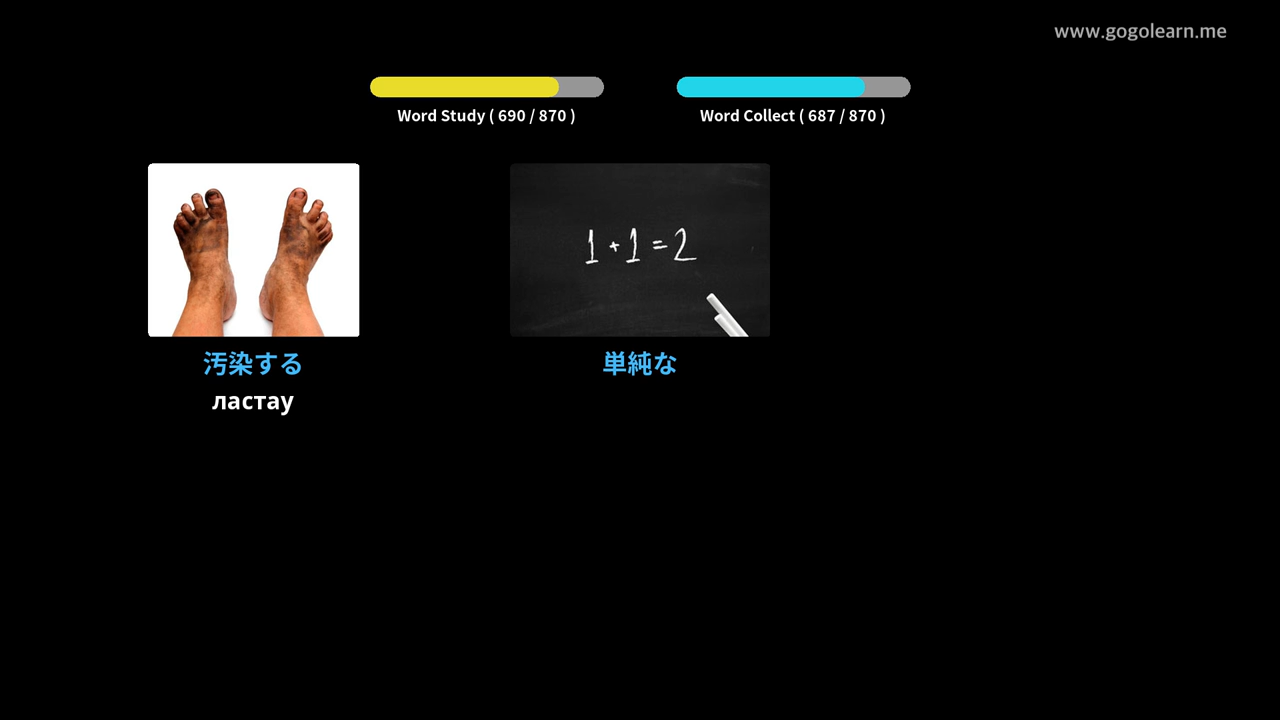 www.gogolearn.me
Word Study ( 690 / 870 )
Word Collect ( 687 / 870 )
1 + 1 = 2
汚染する
単純な
ластау